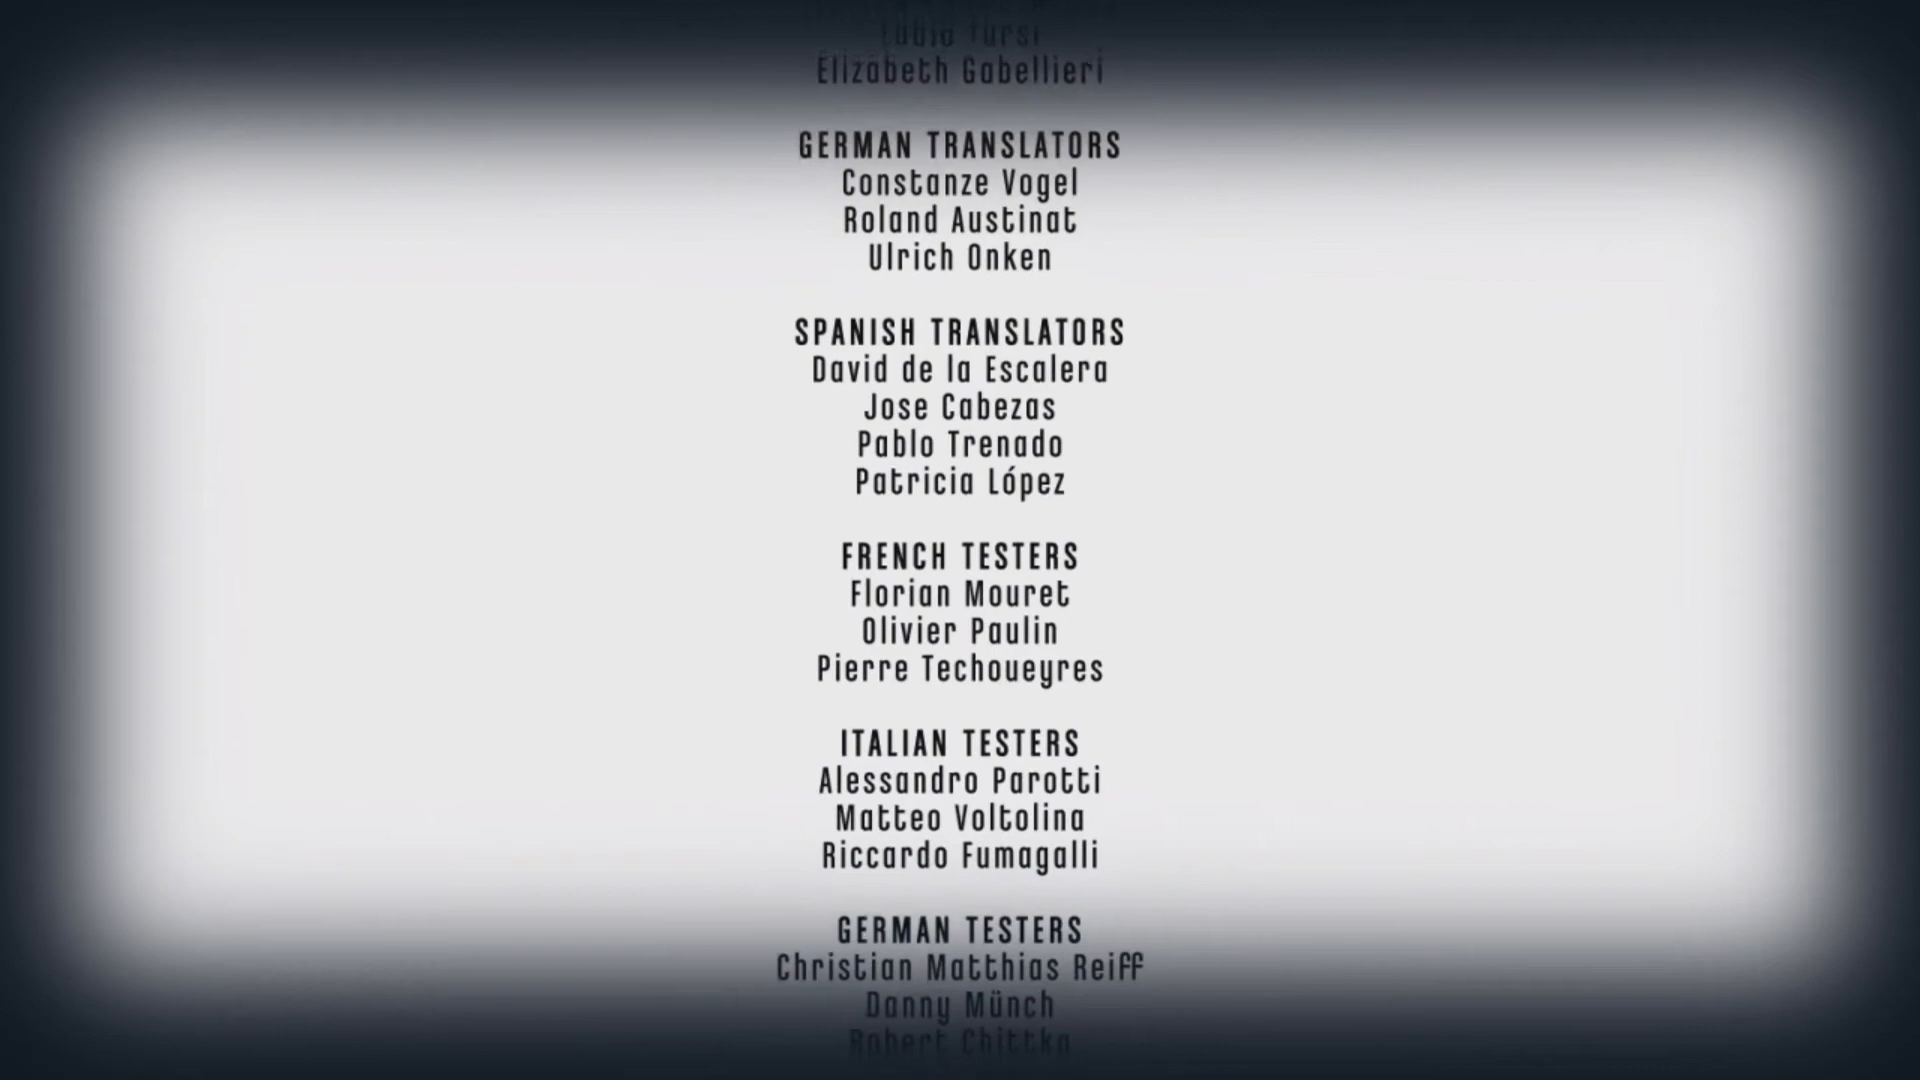 Elizabeth Gabellieri
GERMAN TRANSLATORS
Constanze Vogel
Roland Austinat
Ulrich Onken
SPANISH TRANSLATORS
David de la Escalera
Jose Cabezas
Pablo Trenado
Patricia López
FRENCH TESTERS
Florian Mouret
Olivier Paulin
Pierre Techoueyres
ITALIAN TESTERS
Alessandro Parotti
Matteo Voltolina
Riccardo Fumagalli
GERMAN TESTERS
Christian Matthias Reiff
Danny Münch
Robert Chittka